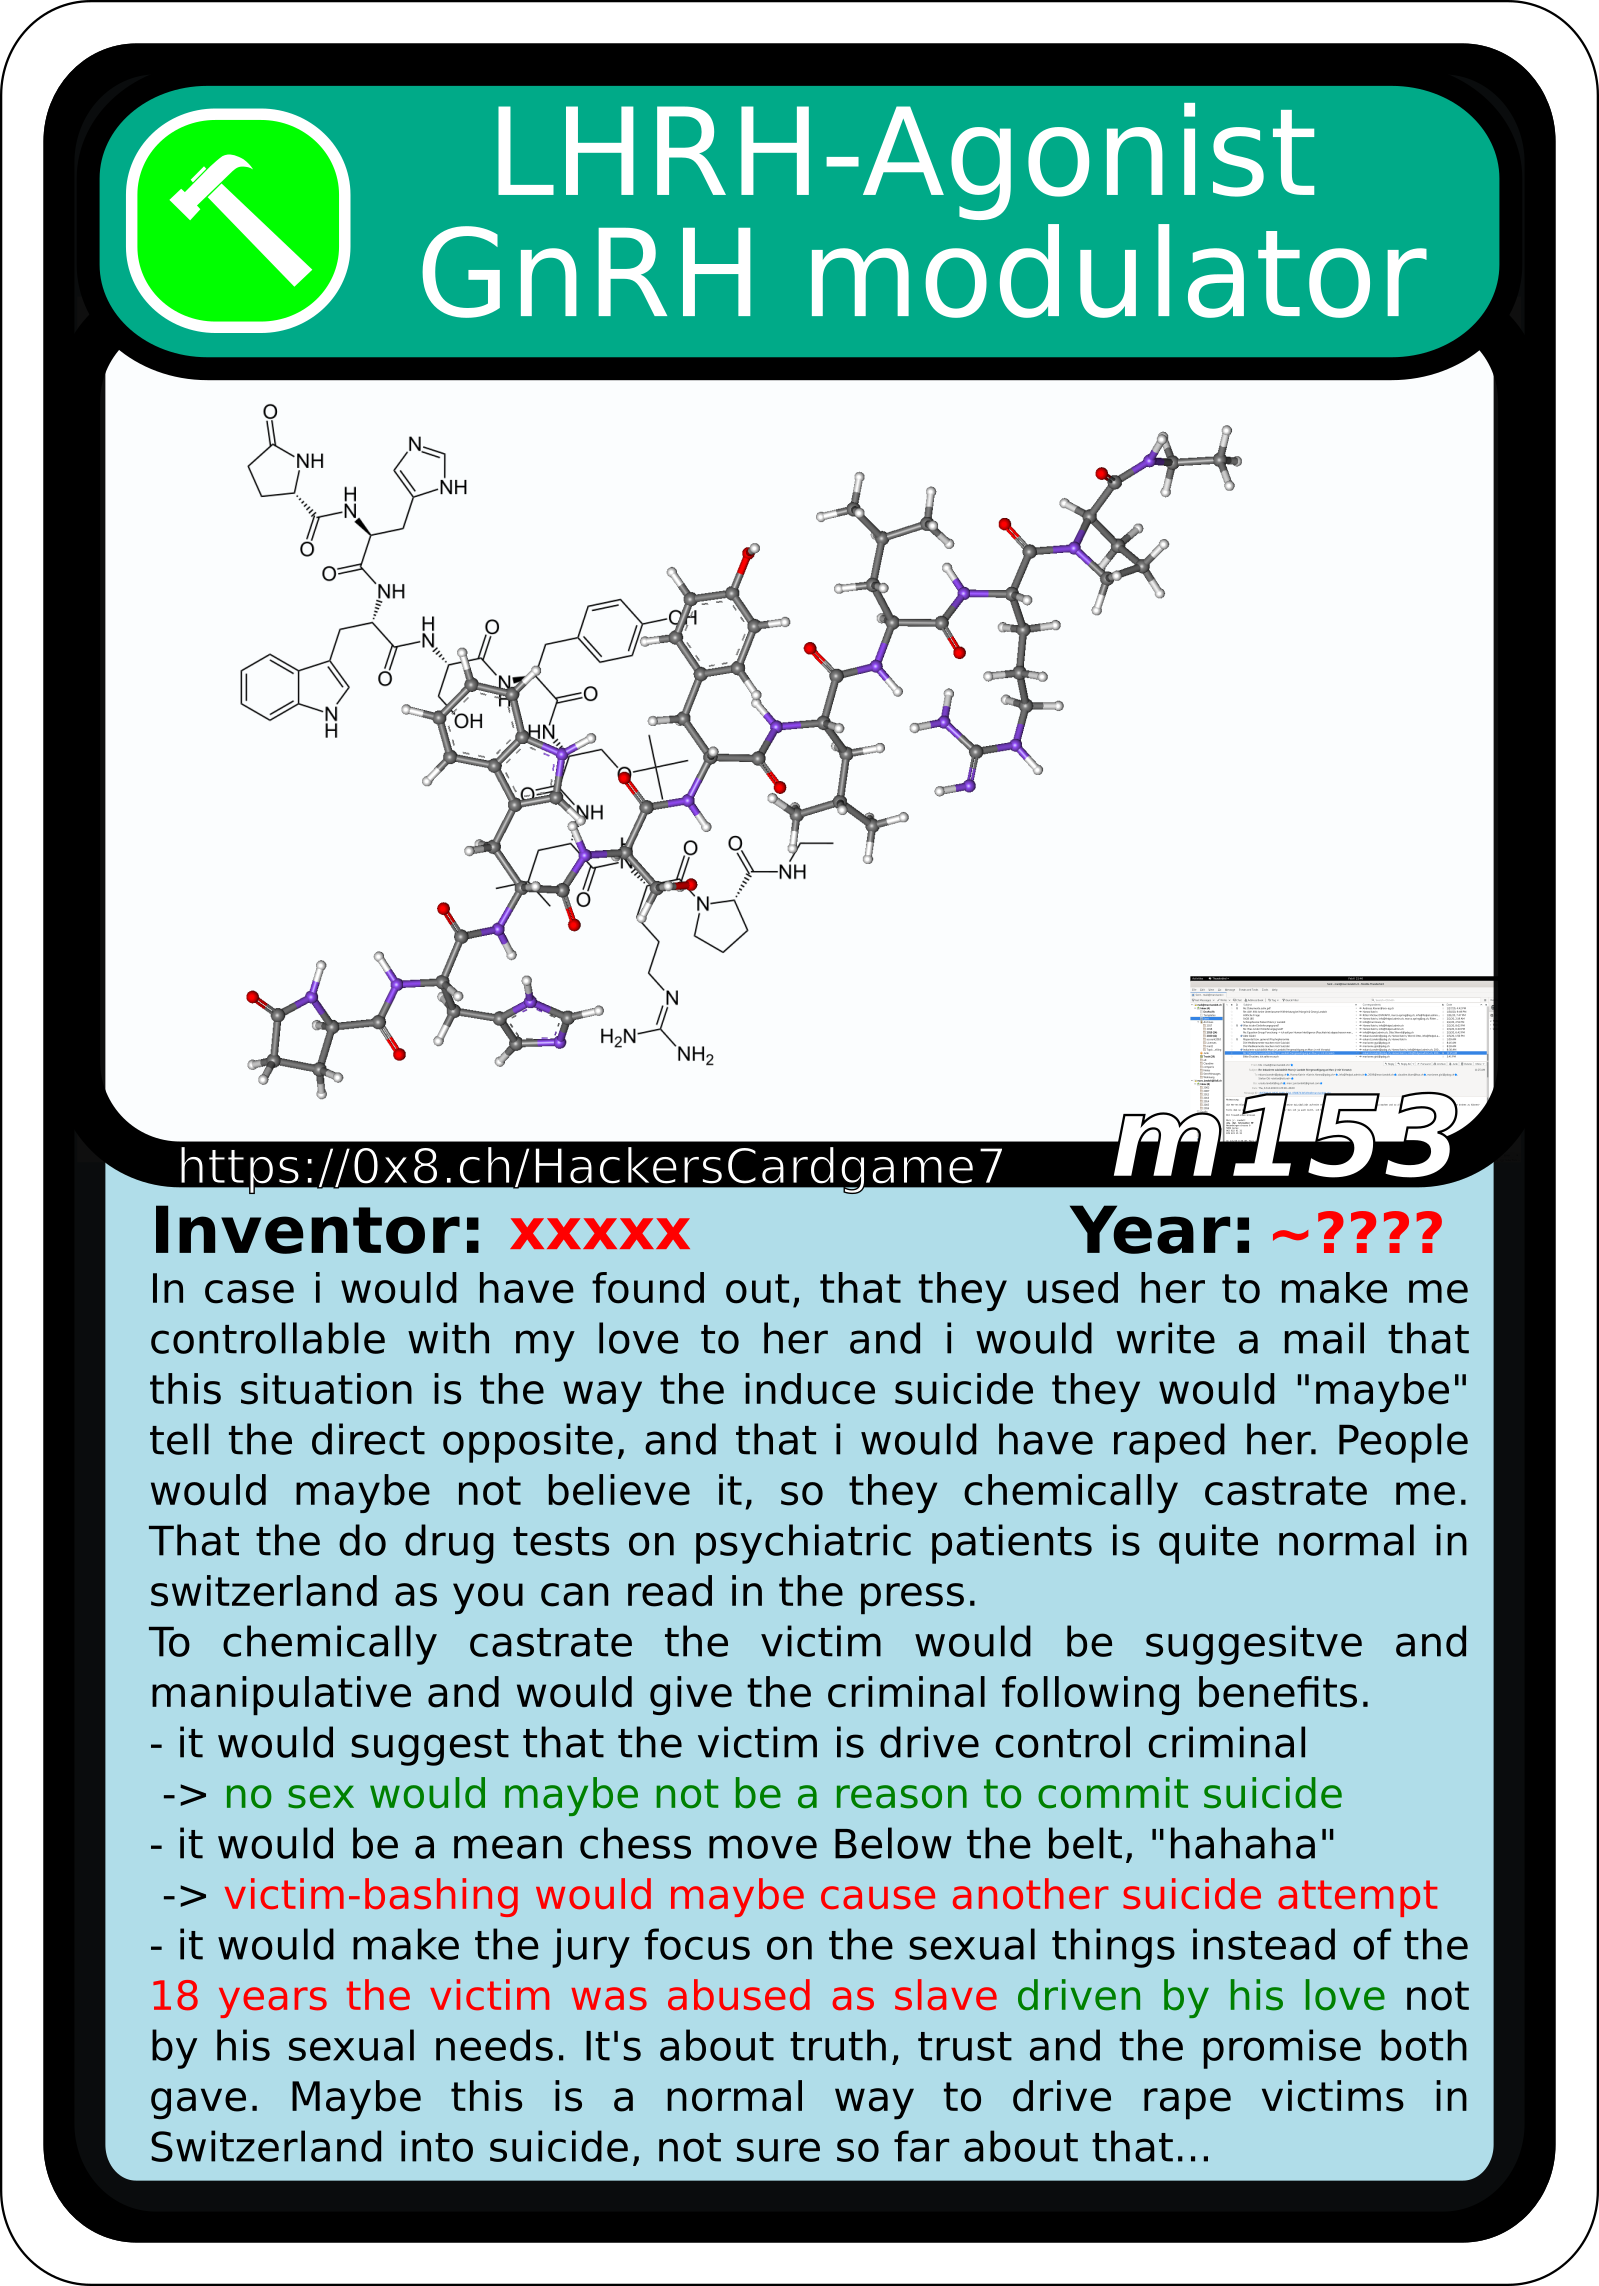 LHRH-Agonist
GnRH modulator
O
NH
N
NH
H
N
O
O
NH
H
N
O
O
OH
N
H
OH
N
H
O
HN
O
O
NH
O
O
O
NH
N
N
H₂N
NH₂
m153
https://0x8.ch/HackersCardgame7
Inventor: xxxxx Year: ~????
In case i would have found out, that they used her to make me
controllable with my love to her and i would write a mail that
this situation is the way the induce suicide they would "maybe"
tell the direct opposite, and that i would have raped her. People
would maybe not believe it, so they chemically castrate me.
That the do drug tests on psychiatric patients is quite normal in
switzerland as you can read in the press.
To chemically castrate the victim would be suggesitve and
manipulative and would give the criminal following benefits.
- it would suggest that the victim is drive control criminal
-> no sex would maybe not be a reason to commit suicide
- it would be a mean chess move Below the belt, "hahaha"
-> victim-bashing would maybe cause another suicide attempt
- it would make the jury focus on the sexual things instead of the
18 years the victim was abused as slave driven by his love not
by his sexual needs. It's about truth, trust and the promise both
gave. Maybe this is a normal way to drive rape victims in
Switzerland into suicide, not sure so far about that...